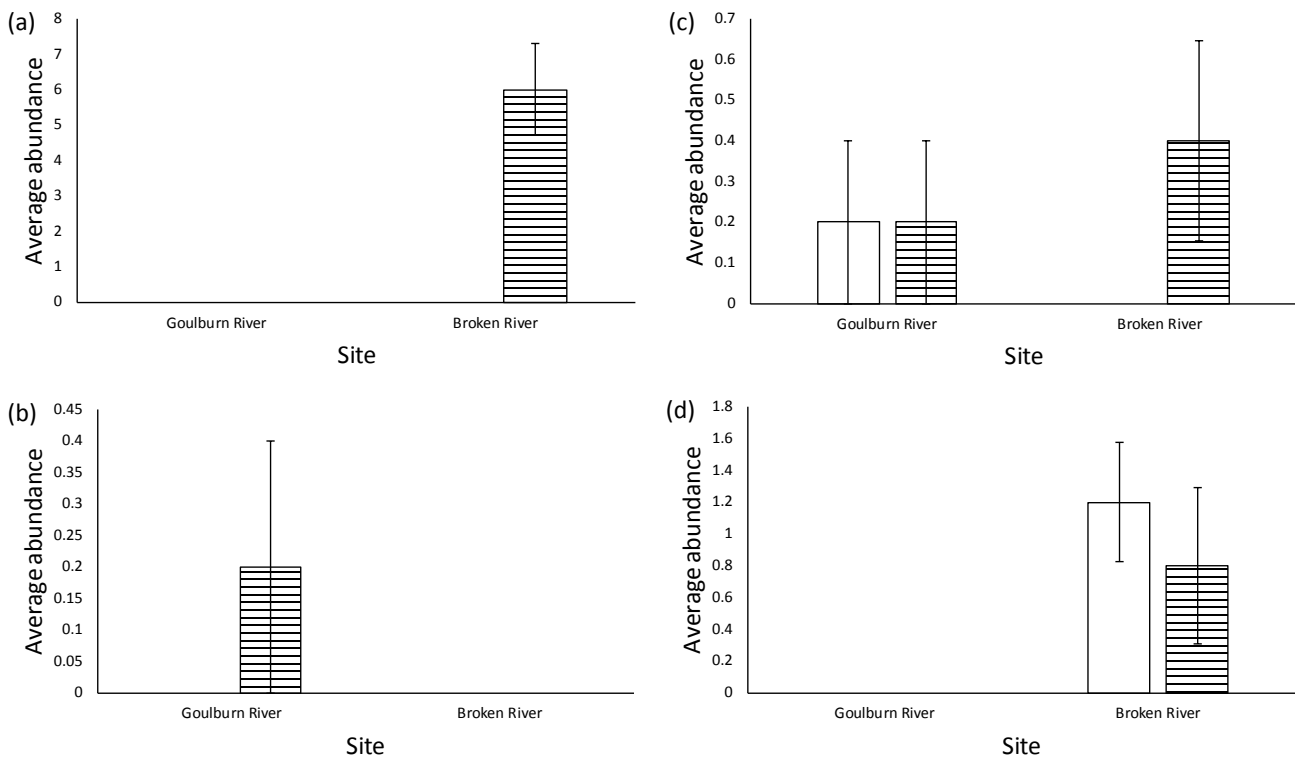 (a)
Average abundance
8
7
6
5
4
3
2
1
0
Goulburn River Broken River
Site
(c)
Average abundance
0.7
0.6
0.5
0.4
0.3
0.2
0.1
0
Goulburn River Broken River
Site
(b)
Average abundance
0.45
0.4
0.35
0.3
0.25
0.2
0.15
0.1
0.05
0
Goulburn River Broken River
Site
(d)
Average abundance
1.8
1.6
1.4
1.2
1
0.8
0.6
0.4
0.2
0
Goulburn River Broken River
Site